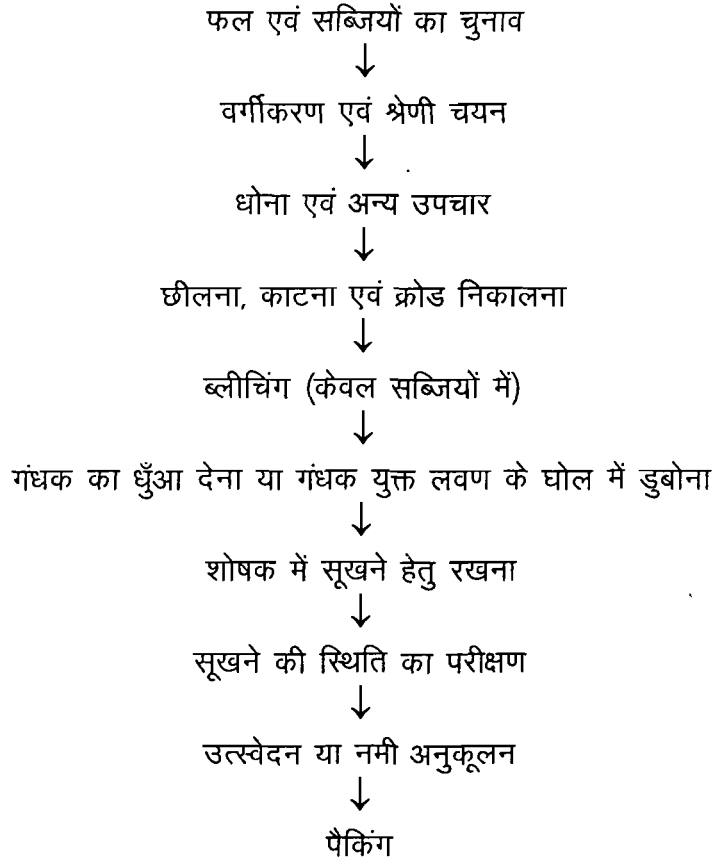 फल एवं सब्जियों का चुनाव
↓
वर्गीकरण एवं श्रेणी चयन
↓
धोना एवं अन्य उपचार
↓
छीलना, काटना एवं क्रोड निकालना
↓
ब्लीचिंग (केवल सब्जियों में)
↓
गंधक का धुँआ देना या गंधक युक्त लवण के घोल में डुबोना
↓
शोषक में सूखने हेतु रखना
↓
सूखने की स्थिति का परीक्षण
↓
उत्स्वेदन या नमी अनुकूलन
↓
पैकिंग